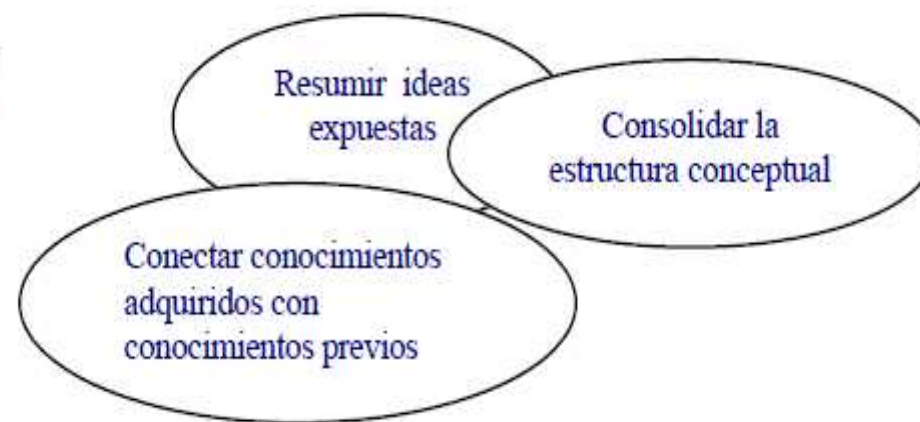 Resumir ideas
expuestas
Consolidar la
estructura conceptual
Conectar conocimientos
adquiridos con
conocimientos previos